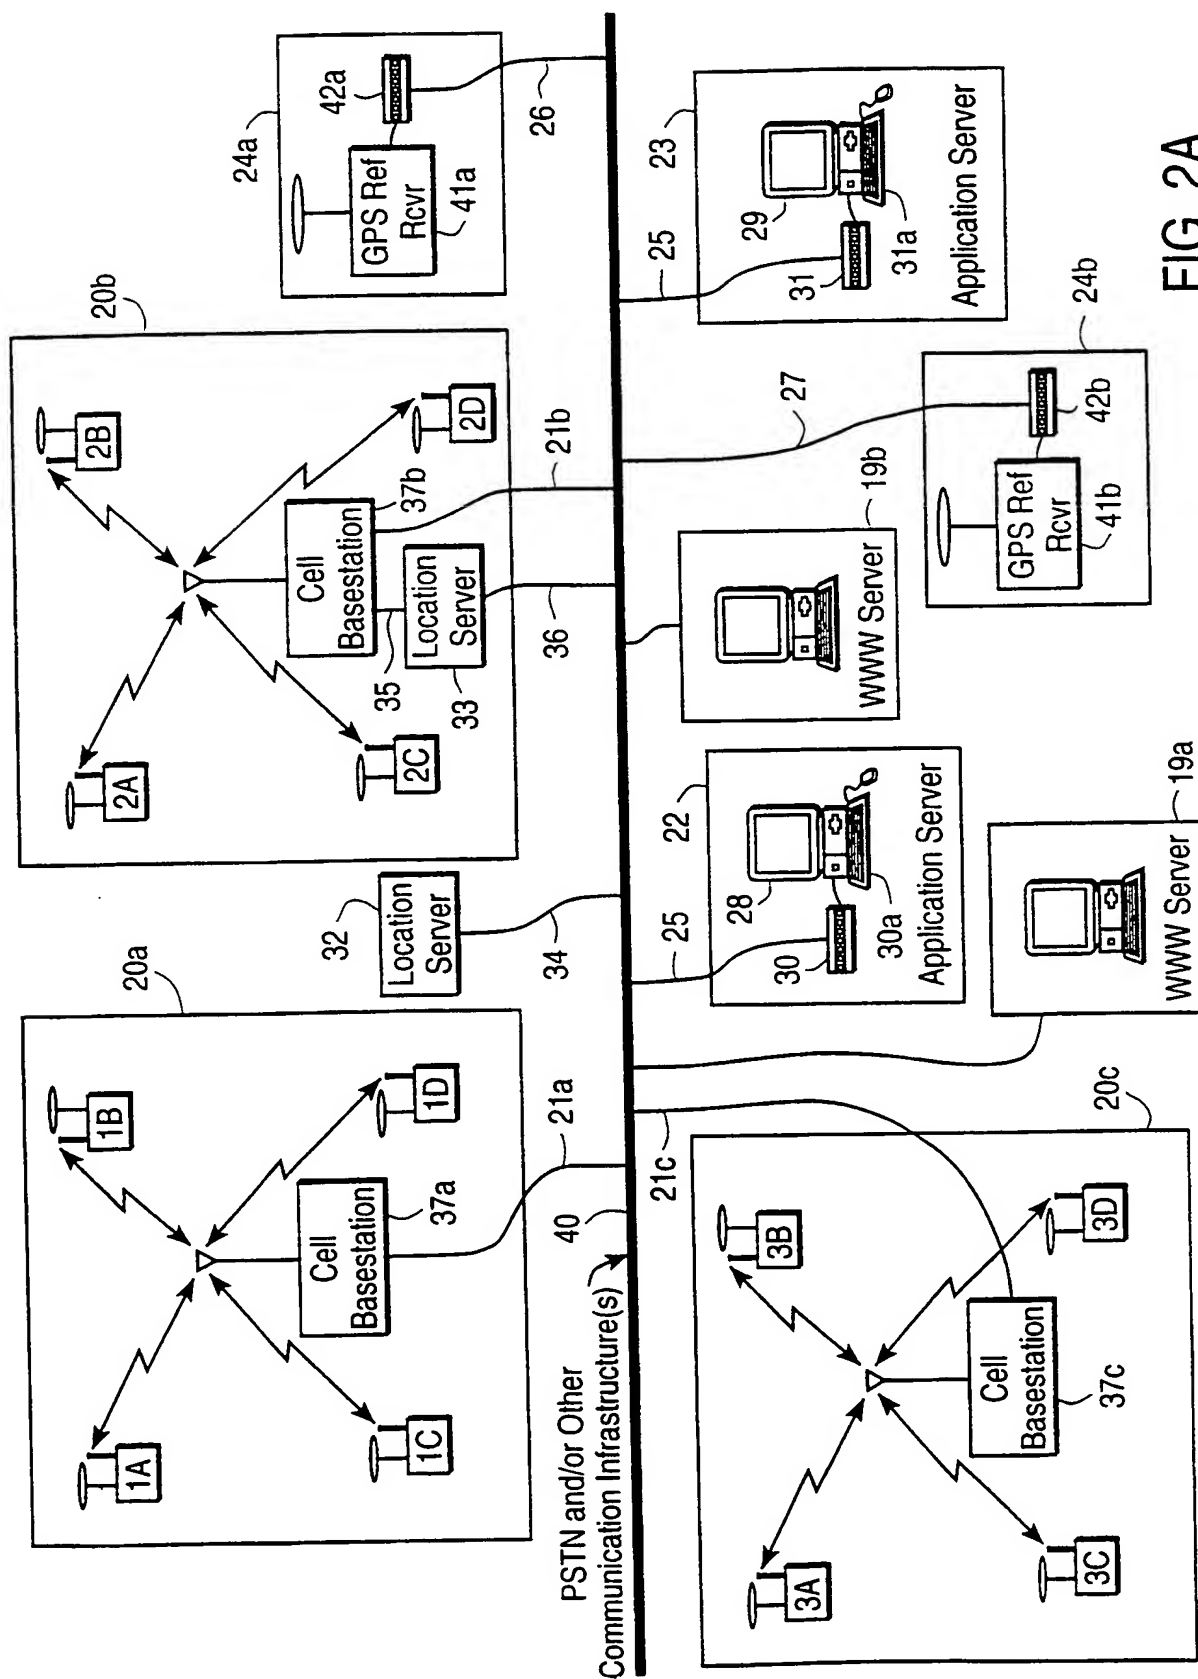 20a
1A
1B
1C
1D
Cell
Basestation
37a
21a
32
Location
Server
34
20b
2A
2B
2C
2D
Cell
Basestation
37b
21b
35
Location
Server
33
36
24a
42a
GPS Ref
Rcvr
41a
26
PSTN and/or Other
Communication Infrastructure(s)
40
20c
3A
3B
3C
3D
Cell
Basestation
37c
21c
WWW Server
19a
25
22
28
30
30a
Application Server
WWW Server
19b
27
24b
42b
GPS Ref
Rcvr
41b
25
23
29
31
31a
Application Server
FIG. 2A